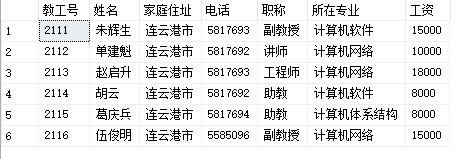 教工号 姓名 家庭住址 电话 职称 所在专业 工资
1 2111 朱辉生 连云港市 5817693 副教授 计算机软件 15000
2 2112 单建魁 连云港市 5817692 讲师 计算机网络 10000
3 2113 赵启升 连云港市 5817693 工程师 计算机网络 18000
4 2114 胡云 连云港市 5817692 助教 计算机软件 8000
5 2115 葛庆兵 连云港市 5817694 助教 计算机体系结构 8000
6 2116 伍俊明 连云港市 5585096 副教授 计算机网络 15000